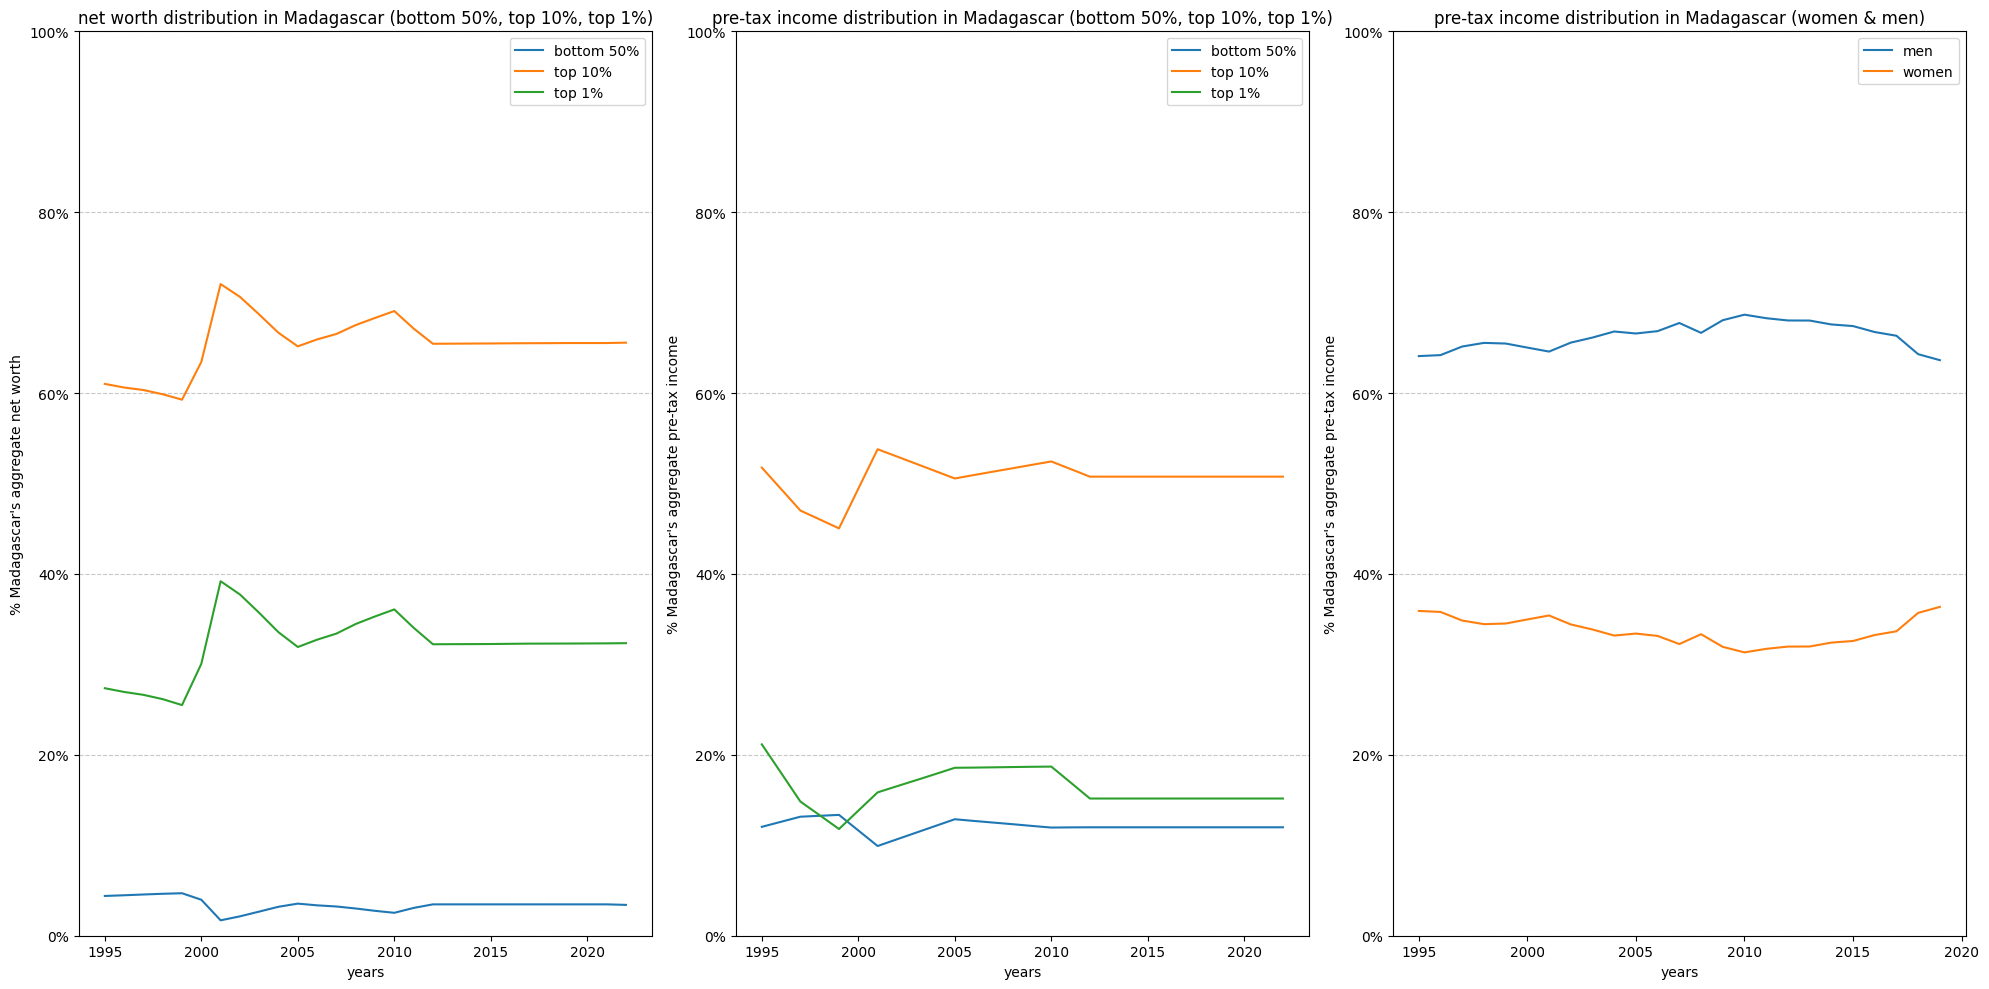 net worth distribution in Madagascar (bottom 50%, top 10%, top 1%)
100%
80%
60%
40%
20%
0%
% Madagascar's aggregate net worth
bottom 50%
top 10%
top 1%
1995 2000 2005 2010 2015 2020
years
pre-tax income distribution in Madagascar (bottom 50%, top 10%, top 1%)
100%
80%
60%
40%
20%
0%
% Madagascar's aggregate pre-tax income
bottom 50%
top 10%
top 1%
1995 2000 2005 2010 2015 2020
years
pre-tax income distribution in Madagascar (women & men)
100%
80%
60%
40%
20%
0%
% Madagascar's aggregate pre-tax income
men
women
1995 2000 2005 2010 2015 2020
years